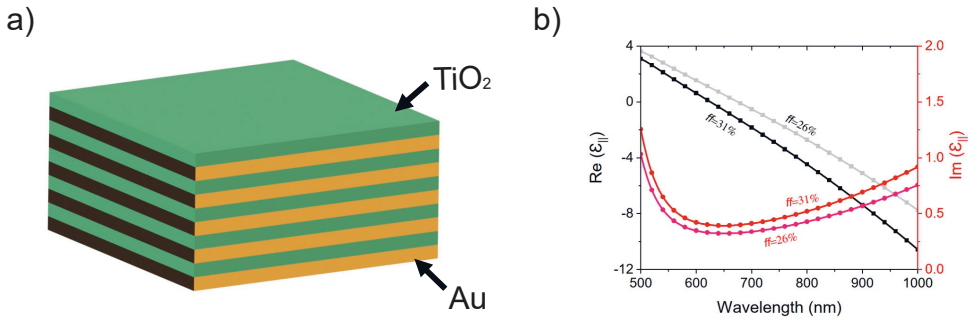 a)
TiO₂
Au
b)
Re (ε||)
4
0
-4
-8
-12
ff=31%
ff=26%
ff=31%
ff=26%
2.0
1.5
1.0
0.5
0.0
Im (ε||)
500 600 700 800 900 1000
Wavelength (nm)